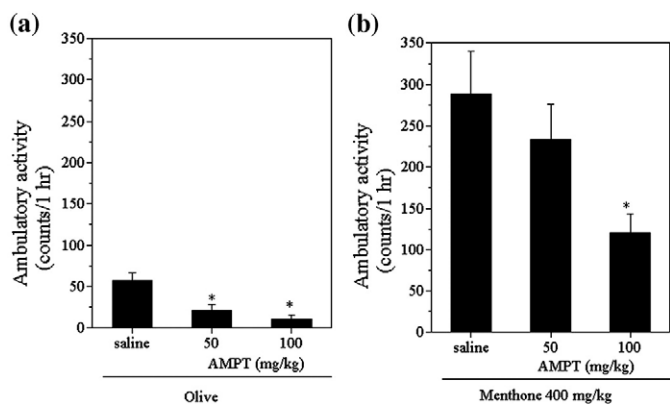 (a)
350
300
250
200
150
100
50
0
Ambulatory activity
(counts/1 hr)
*
*
saline 50 100
AMPT (mg/kg)
Olive
(b)
350
300
250
200
150
100
50
0
Ambulatory activity
(counts/1 hr)
*
saline 50 100
AMPT (mg/kg)
Menthone 400 mg/kg